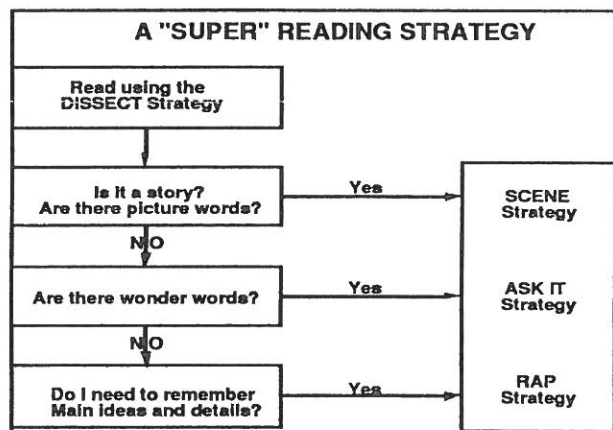 A "SUPER" READING STRATEGY
Read using the
DISSECT Strategy
Is it a story?
Are there picture words?
Yes
SCENE
Strategy
NO
Are there wonder words?
Yes
ASK IT
Strategy
NO
Do I need to remember
Main ideas and details?
Yes
RAP
Strategy